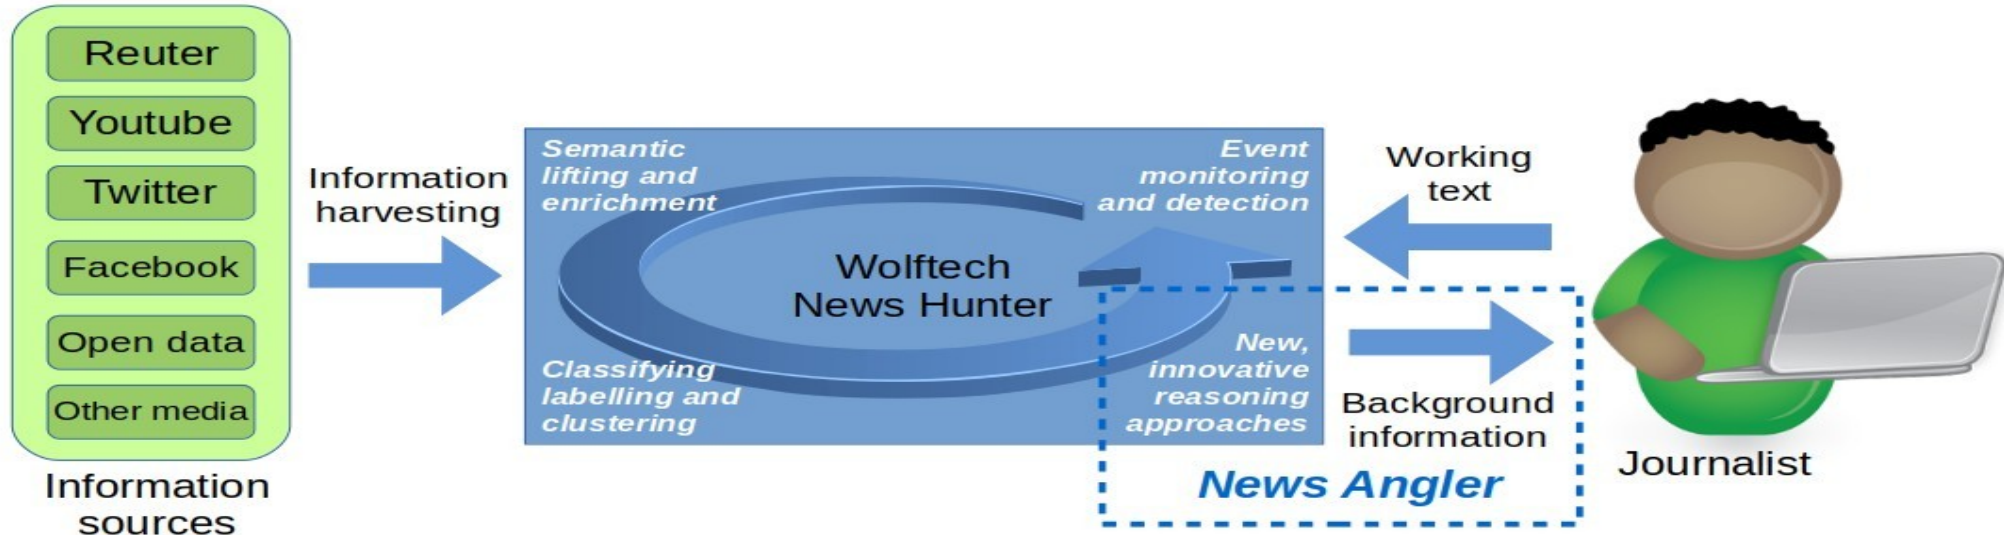 Reuter
Youtube
Twitter
Facebook
Open data
Other media
Information
sources
Information
harvesting
Semantic
lifting and
enrichment
Event
monitoring
and detection
Wolftech
News Hunter
Classifying
labelling and
clustering
New,
innovative
reasoning
approaches
Working
text
Background
information
News Angler
Journalist